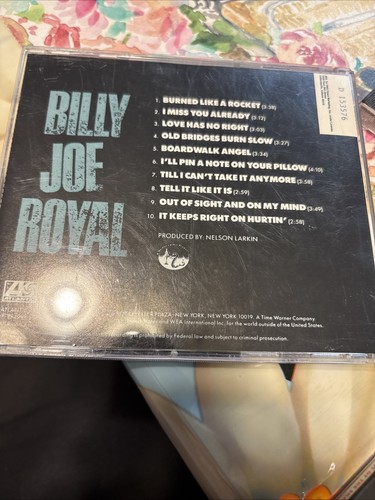 BILLY
JOE
ROYAL
1. BURNED LIKE A ROCKET (3:36)
2. I MISS YOU ALREADY (3:12)
3. LOVE HAS NO RIGHT (3:03)
4. OLD BRIDGES BURN SLOW (3:27)
5. BOARDWALK ANGEL (3:34)
6. I'LL PIN A NOTE ON YOUR PILLOW (4:10)
7. TILL I CAN'T TAKE IT ANYMORE (3:58)
8. TELL IT LIKE IT IS (2:59)
9. OUT OF SIGHT AND ON MY MIND (3:49)
10. IT KEEPS RIGHT ON HURTIN' (2:58)
PRODUCED BY: NELSON LARKIN
D 153576
ATLANTIC
PLAZA, NEW YORK, NEW YORK 10019. A Time Warner Company
WEA International Inc. for the world outside of the United States.
prohibited by Federal law and subject to criminal prosecution.